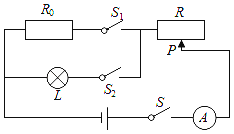 R₀ S₁ R
P
L S₂
S A